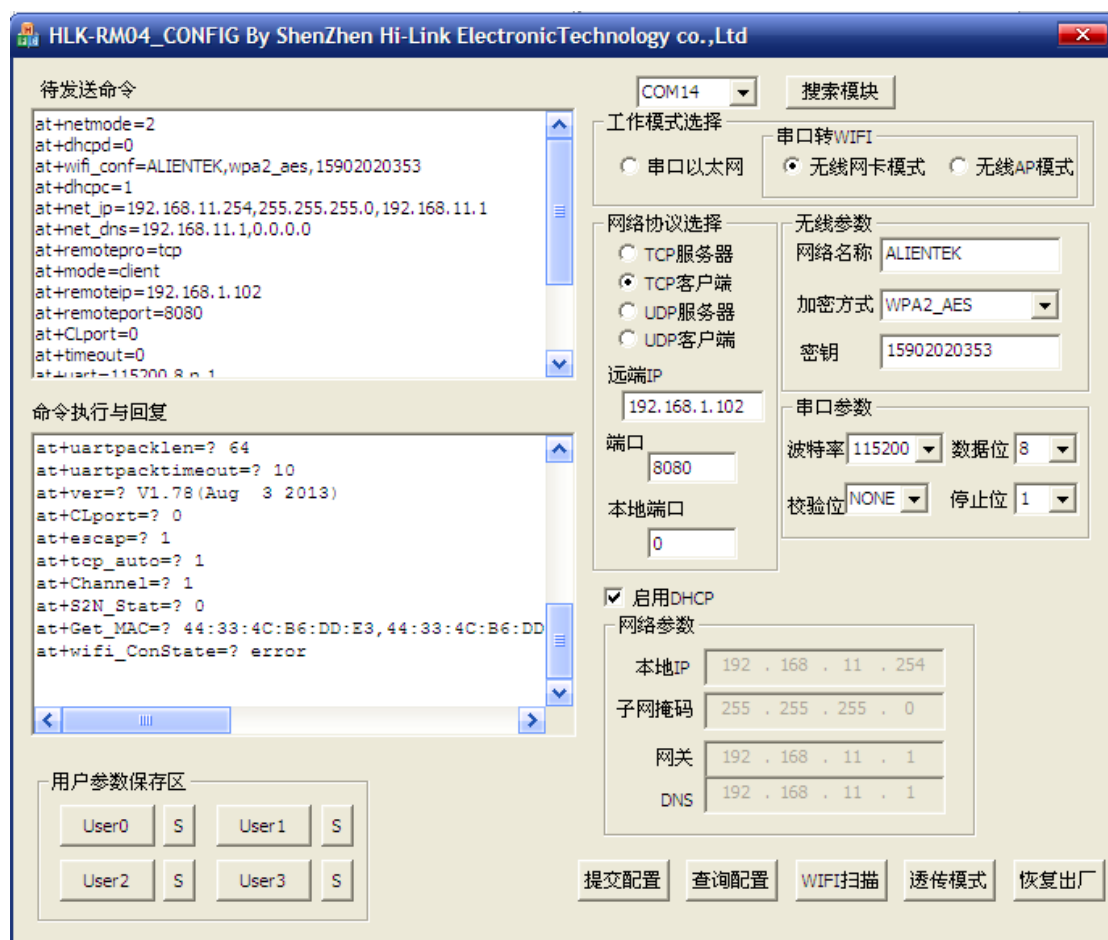 HLK-RM04_CONFIG By ShenZhen Hi-Link ElectronicTechnology co.,Ltd
待发送命令
at+netmode=2
at+dhcpd=0
at+wifi_conf=ALIENTEK,wpa2_aes,15902020353
at+dhcpc=1
at+net_ip=192.168.11.254,255.255.255.0,192.168.11.1
at+net_dns=192.168.11.1,0.0.0.0
at+remotepro=tcp
at+mode=client
at+remoteip=192.168.1.102
at+remoteport=8080
at+CLport=0
at+timeout=0
at+uart=115200,8,n,1
命令执行与回复
at+uartpacklen=? 64
at+uartpacktimeout=? 10
at+ver=? V1.78(Aug  3 2013)
at+CLport=? 0
at+escap=? 1
at+tcp_auto=? 1
at+Channel=? 1
at+S2N_Stat=? 0
at+Get_MAC=? 44:33:4C:B6:DD:E3,44:33:4C:B6:DD
at+wifi_ConState=? error
用户参数保存区
User0 S User1 S
User2 S User3 S
COM14 搜索模块
工作模式选择
串口转WIFI
串口以太网 无线网卡模式 无线AP模式
网络协议选择
TCP服务器
TCP客户端
UDP服务器
UDP客户端
远端IP
192.168.1.102
端口
8080
本地端口
0
无线参数
网络名称 ALIENTEK
加密方式 WPA2_AES
密钥 15902020353
串口参数
波特率 115200 数据位 8
校验位 NONE 停止位 1
启用DHCP
网络参数
本地IP 192 . 168 . 11 . 254
子网掩码 255 . 255 . 255 . 0
网关 192 . 168 . 11 . 1
DNS 192 . 168 . 11 . 1
提交配置 查询配置 WIFI扫描 透传模式 恢复出厂